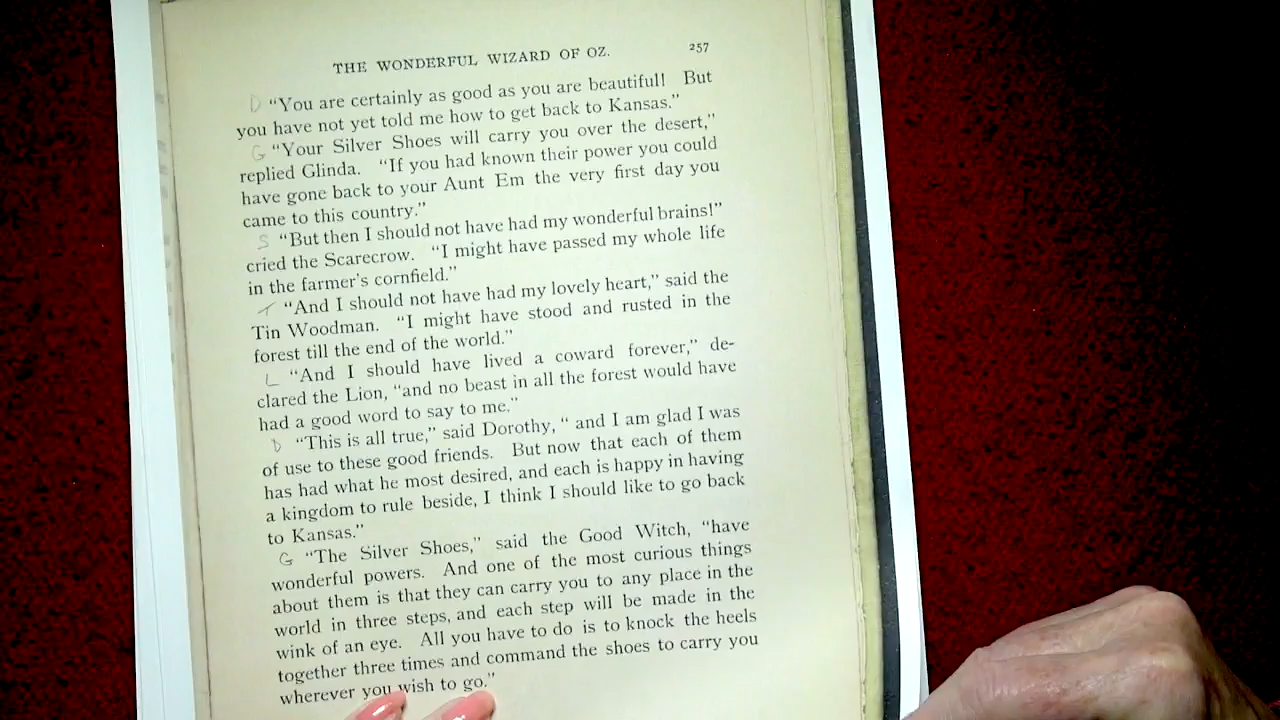 THE WONDERFUL WIZARD OF OZ. 257
D “You are certainly as good as you are beautiful! But
you have not yet told me how to get back to Kansas.”
G “Your Silver Shoes will carry you over the desert,”
replied Glinda. “If you had known their power you could
have gone back to your Aunt Em the very first day you
came to this country.”
S “But then I should not have had my wonderful brains!”
cried the Scarecrow. “I might have passed my whole life
in the farmer’s cornfield.”
T “And I should not have had my lovely heart,” said the
Tin Woodman. “I might have stood and rusted in the
forest till the end of the world.”
L “And I should have lived a coward forever,” de-
clared the Lion, “and no beast in all the forest would have
had a good word to say to me.”
D “This is all true,” said Dorothy, “ and I am glad I was
of use to these good friends. But now that each of them
has had what he most desired, and each is happy in having
a kingdom to rule beside, I think I should like to go back
to Kansas.”
G “The Silver Shoes,” said the Good Witch, “have
wonderful powers. And one of the most curious things
about them is that they can carry you to any place in the
world in three steps, and each step will be made in the
wink of an eye. All you have to do is to knock the heels
together three times and command the shoes to carry you
wherever you wish to go.”